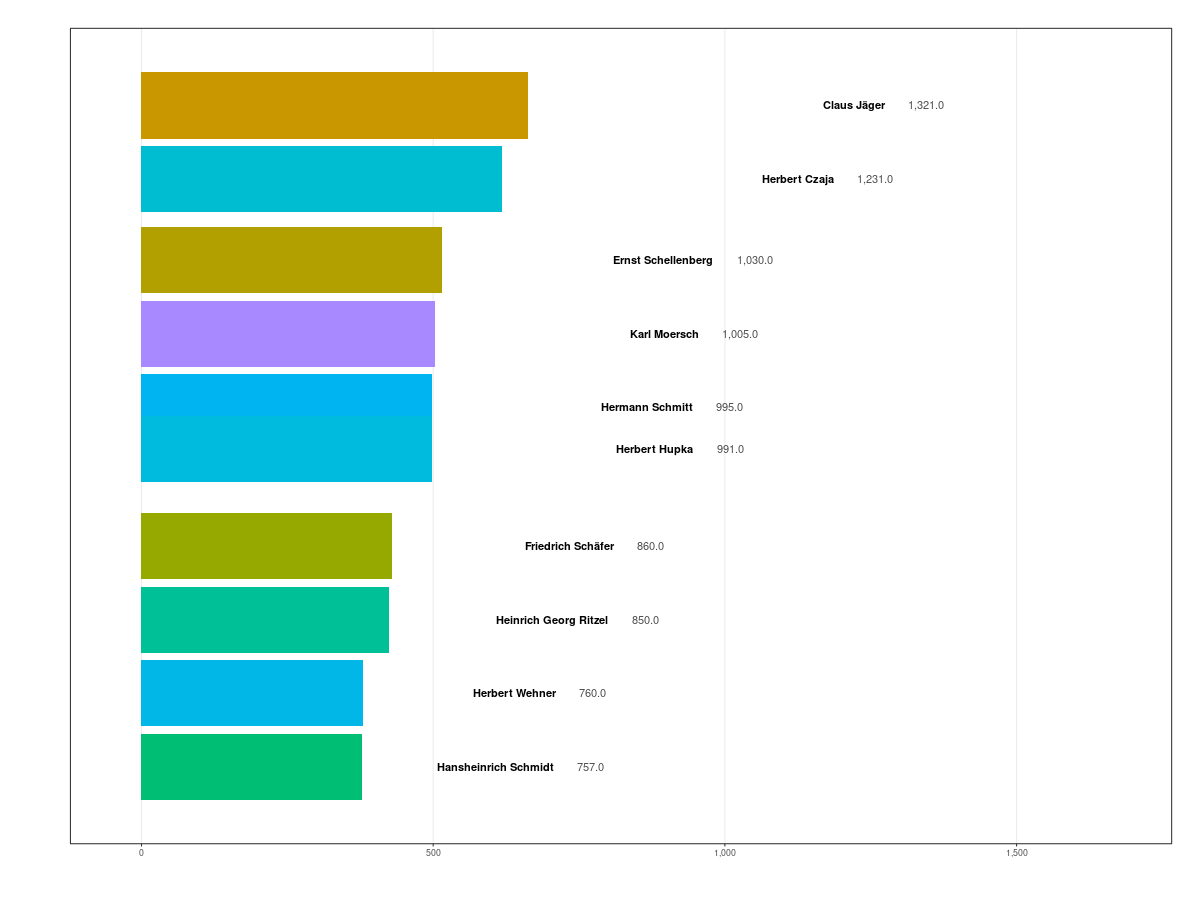 Claus Jäger 1,321.0
Herbert Czaja 1,231.0
Ernst Schellenberg 1,030.0
Karl Moersch 1,005.0
Hermann Schmitt 995.0
Herbert Hupka 991.0
Friedrich Schäfer 860.0
Heinrich Georg Ritzel 850.0
Herbert Wehner 760.0
Hansheinrich Schmidt 757.0
0 500 1,000 1,500